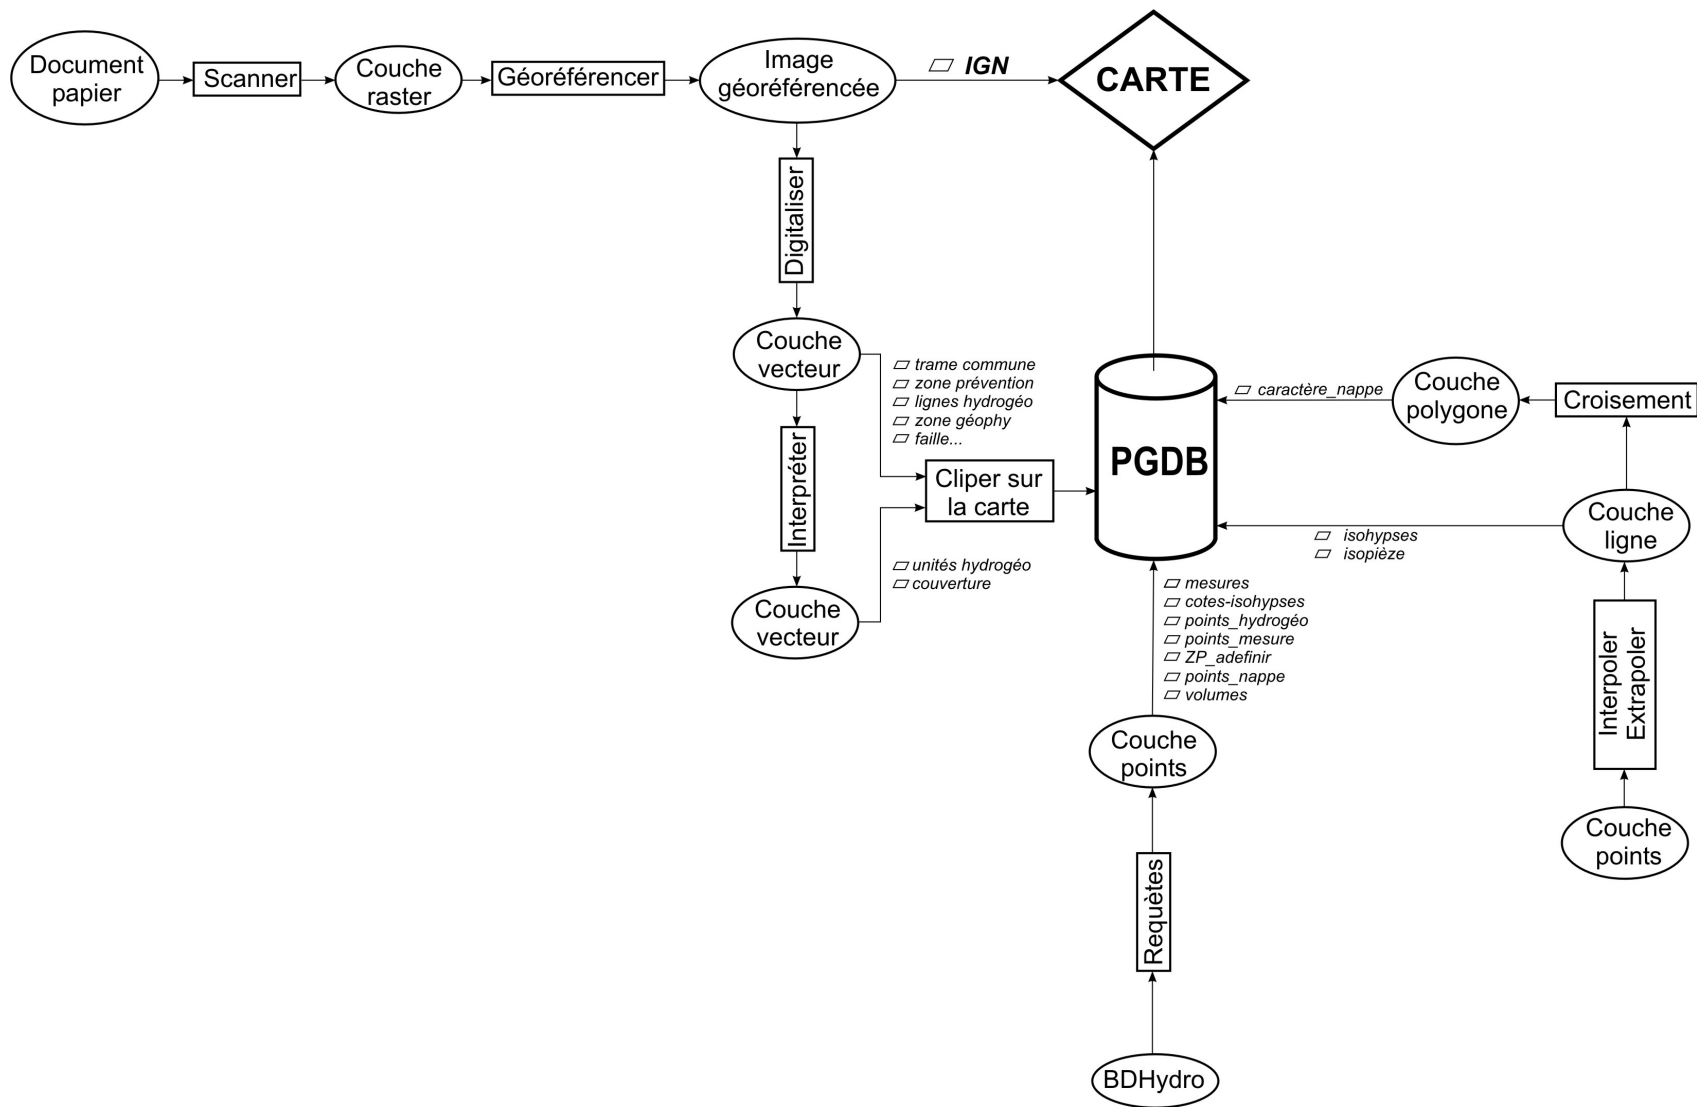 Document
papier
Scanner
Couche
raster
Géoréférencer
Image
géoréférencée
IGN
CARTE
Digitaliser
Couche
vecteur
trame commune
zone prévention
lignes hydrogéo
zone géophy
faille...
Interpréter
Cliper sur
la carte
Couche
vecteur
unités hydrogéo
couverture
PGDB
caractère_nappe
Couche
polygone
Croisement
isohypses
isopièze
Couche
ligne
Interpoler
Extrapoler
Couche
points
mesures
cotes-isohypses
points_hydrogéo
points_mesure
ZP_adefinir
points_nappe
volumes
Couche
points
Requètes
BDHydro